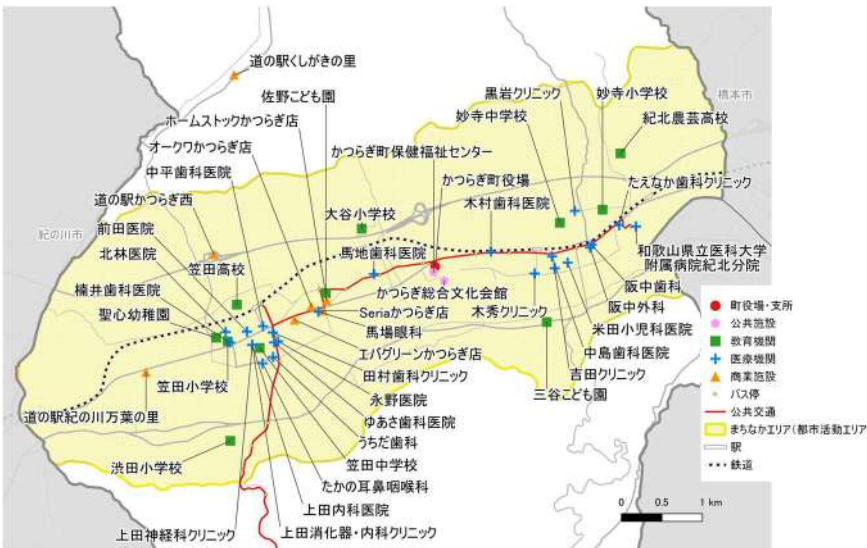 道の駅くしがきの里
佐野こども園
ホームストックかつらぎ店
オークワかつらぎ店
中平歯科医院
道の駅かつらぎ西
前田医院
北林医院
楠井歯科医院
聖心幼稚園
笠田高校
大谷小学校
かつらぎ町保健福祉センター
かつらぎ町役場
木村歯科医院
馬地歯科医院
黒岩クリニック
妙寺中学校
妙寺小学校
紀北農芸高校
たえなか歯科クリニック
橋本市
紀の川市
和歌山県立医科大学
附属病院紀北分院
阪中歯科
阪中外科
米田小児科医院
中島歯科医院
吉田クリニック
三谷こども園
木秀クリニック
かつらぎ総合文化会館
Seriaかつらぎ店
馬場眼科
エバグリーンかつらぎ店
田村歯科クリニック
永野医院
ゆあさ歯科医院
うちだ歯科
笠田中学校
たかの耳鼻咽喉科
上田内科医院
上田消化器・内科クリニック
上田神経科クリニック
笠田小学校
道の駅紀の川万葉の里
渋田小学校
町役場・支所
公共施設
教育機関
医療機関
商業施設
バス停
公共交通
まちなかエリア(都市活動エリア
駅
鉄道
0 0.5 1 km